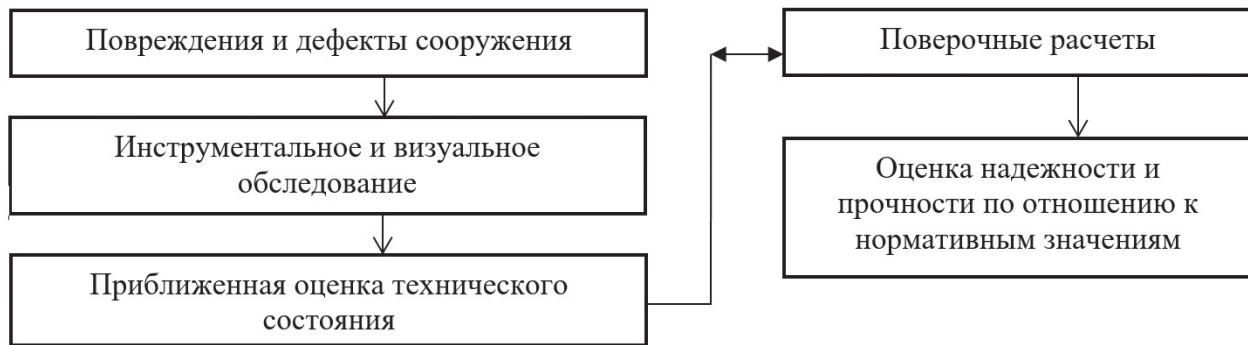 Повреждения и дефекты сооружения
Инструментальное и визуальное
обследование
Приближенная оценка технического
состояния
Поверочные расчеты
Оценка надежности и
прочности по отношению к
нормативным значениям